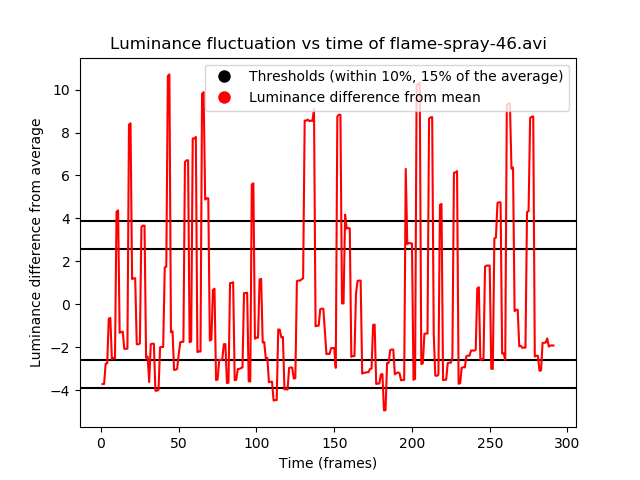 Luminance fluctuation vs time of flame-spray-46.avi
Thresholds (within 10%, 15% of the average)
Luminance difference from mean
Luminance difference from average
10
8
6
4
2
0
−2
−4
0 50 100 150 200 250 300
Time (frames)